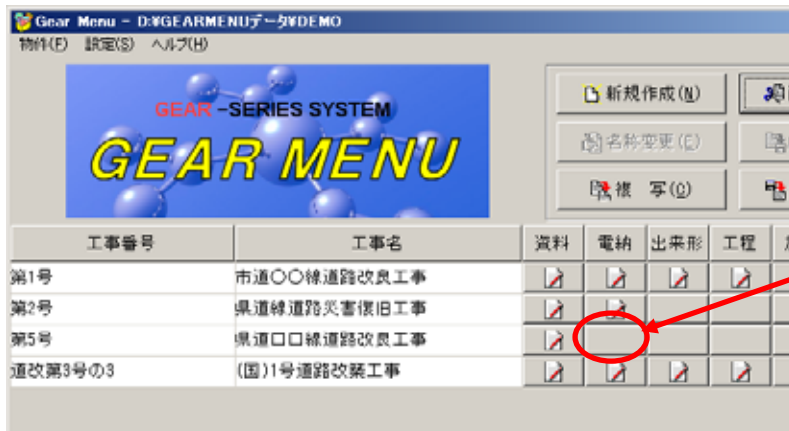 Gear Menu - D:¥GEARMENUデータ¥DEMO
物件(F) 設定(S) ヘルプ(H)
GEAR-SERIES SYSTEM
GEAR MENU
新規作成(N)
名称変更(E)
複 写(C)
工事番号 工事名 資料 電納 出来形 工程
第1号 市道〇〇線道路改良工事
第2号 県道線道路災害復旧工事
第5号 県道口口線道路改良工事
道改第3号の3 (国)1号道路改築工事